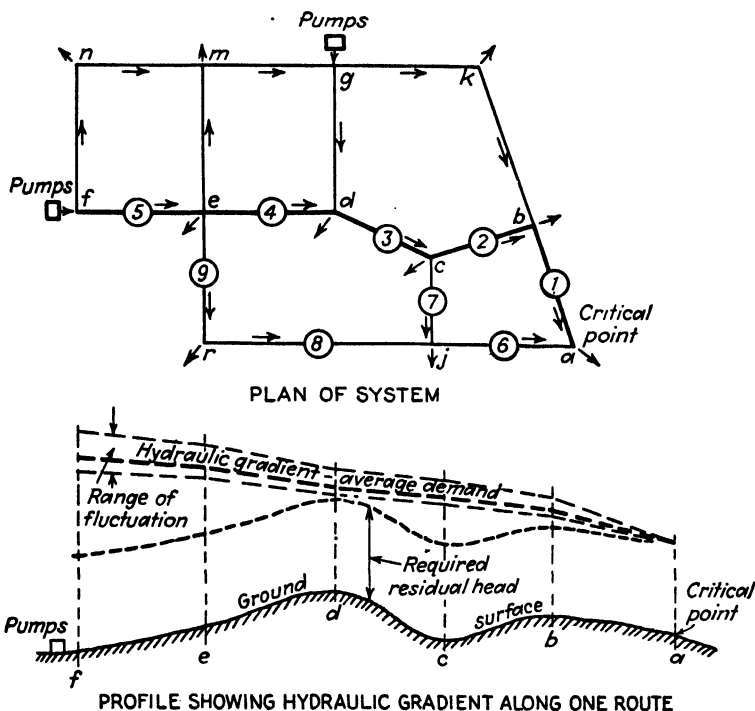 Pumps
n
m
g
k
Pumps
f
5
e
4
d
3
2
b
c
9
7
1
Critical
point
r
8
j
6
a
PLAN OF SYSTEM
Hydraulic gradient average demand
Range of
fluctuation
Required
residual head
Ground
surface
Critical
point
Pumps
f
e
d
c
b
a
PROFILE SHOWING HYDRAULIC GRADIENT ALONG ONE ROUTE